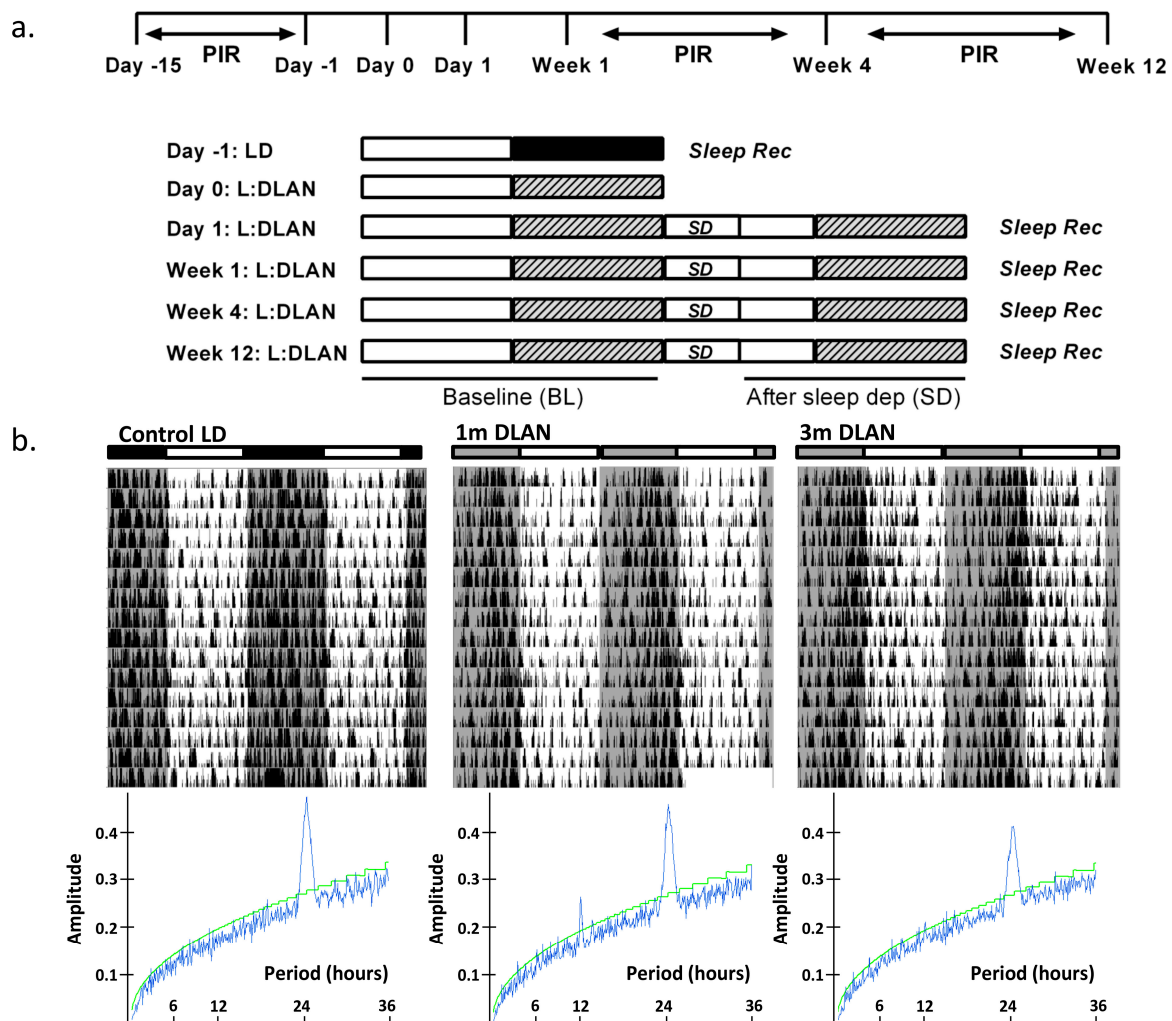 a.
PIR PIR PIR
Day -15 Day -1 Day 0 Day 1 Week 1 Week 4 Week 12
Day -1: LD Sleep Rec
Day 0: L:DLAN
Day 1: L:DLAN SD Sleep Rec
Week 1: L:DLAN SD Sleep Rec
Week 4: L:DLAN SD Sleep Rec
Week 12: L:DLAN SD Sleep Rec
Baseline (BL) After sleep dep (SD)
b.
Control LD 1m DLAN 3m DLAN
Amplitude
0.4
0.3
0.2
0.1
Period (hours)
6 12 24 36
Amplitude
0.4
0.3
0.2
0.1
Period (hours)
6 12 24 36
Amplitude
0.4
0.3
0.2
0.1
Period (hours)
6 12 24 36